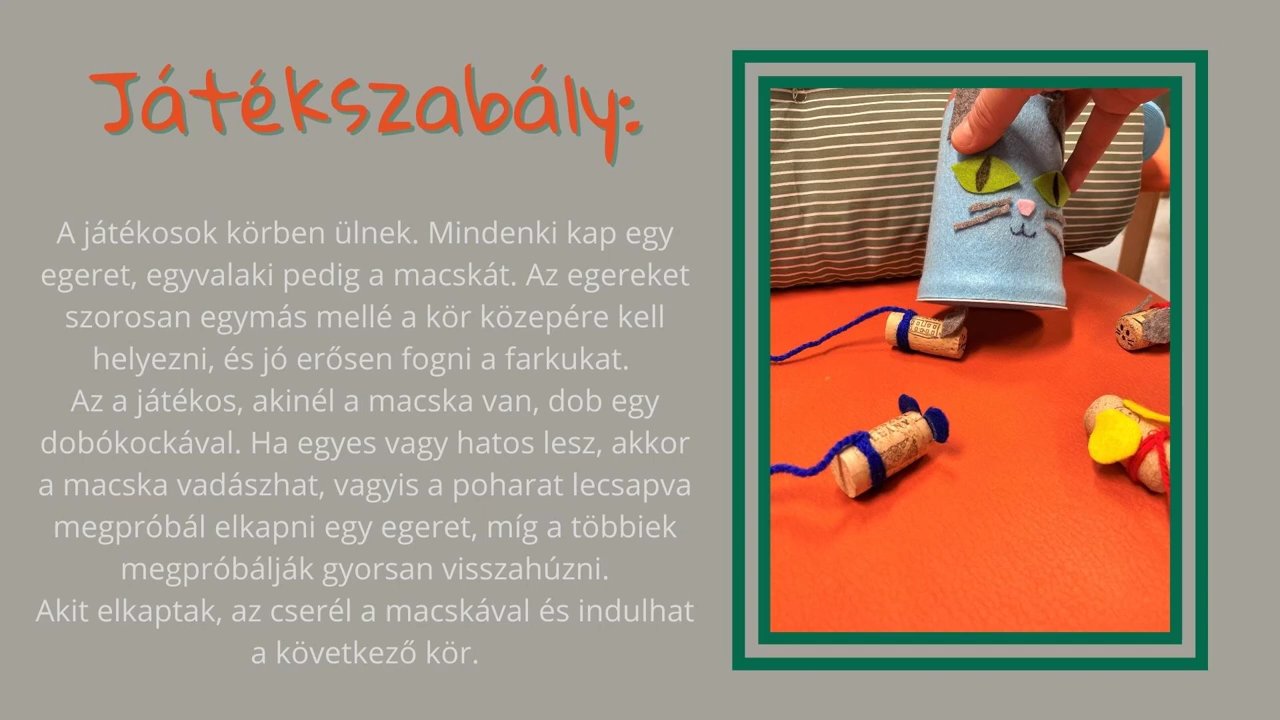 Játékszabály:
A játékosok körben ülnek. Mindenki kap egy
egeret, egyvalaki pedig a macskát. Az egereket
szorosan egymás mellé a kör közepére kell
helyezni, és jó erősen fogni a farkukat.
Az a játékos, akinél a macska van, dob egy
dobókockával. Ha egyes vagy hatos lesz, akkor
a macska vadászhat, vagyis a poharat lecsapva
megpróbál elkapni egy egeret, míg a többiek
megpróbálják gyorsan visszahúzni.
Akit elkaptak, az cserél a macskával és indulhat
a következő kör.